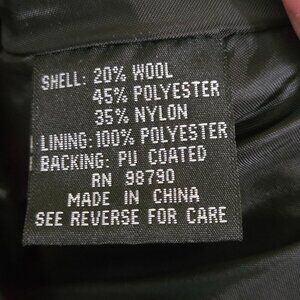 SHELL: 20% WOOL
45% POLYESTER
35% NYLON
LINING: 100% POLYESTER
BACKING: PU COATED
RN 98790
MADE IN CHINA
SEE REVERSE FOR CARE